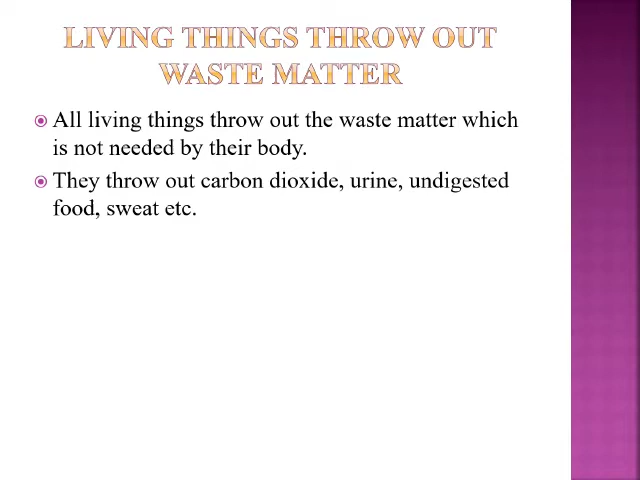 LIVING THINGS THROW OUT
WASTE MATTER
All living things throw out the waste matter which
is not needed by their body.
They throw out carbon dioxide, urine, undigested
food, sweat etc.